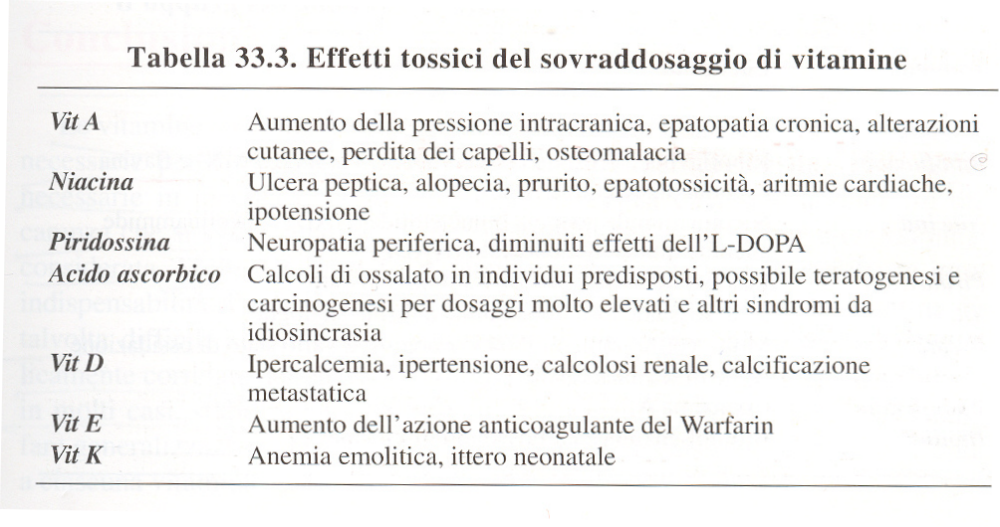 Tabella 33.3. Effetti tossici del sovraddosaggio di vitamine
Vit A Aumento della pressione intracranica, epatopatia cronica, alterazioni
cutanee, perdita dei capelli, osteomalacia
Niacina Ulcera peptica, alopecia, prurito, epatotossicità, aritmie cardiache,
ipotensione
Piridossina Neuropatia periferica, diminuiti effetti dell'L-DOPA
Acido ascorbico Calcoli di ossalato in individui predisposti, possibile teratogenesi e
carcinogenesi per dosaggi molto elevati e altri sindromi da
idiosincrasia
Vit D Ipercalcemia, ipertensione, calcolosi renale, calcificazione
metastatica
Vit E Aumento dell'azione anticoagulante del Warfarin
Vit K Anemia emolitica, ittero neonatale